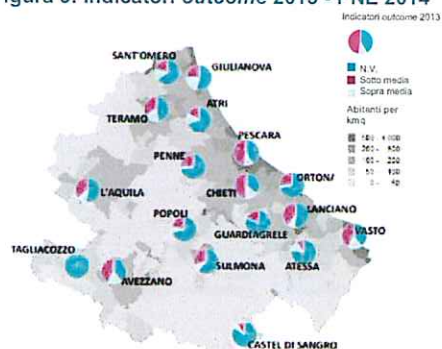 Figura 3: Indicatori outcome 2013 - PNE 2014
Indicatori outcome 2013
N.V.
Sotto media
Sopra media
Abitanti per
kmq
SANT'OMERO
GIULIANOVA
ATRI
TERAMO
PESCARA
PENNE
ORTONA
L'AQUILA
CHIETI
LANCIANO
POPOLI
GUARDIAGRELE
VASTO
TAGLIACOZZO
SULMONA
ATESSA
AVEZZANO
CASTEL DI SANGRO